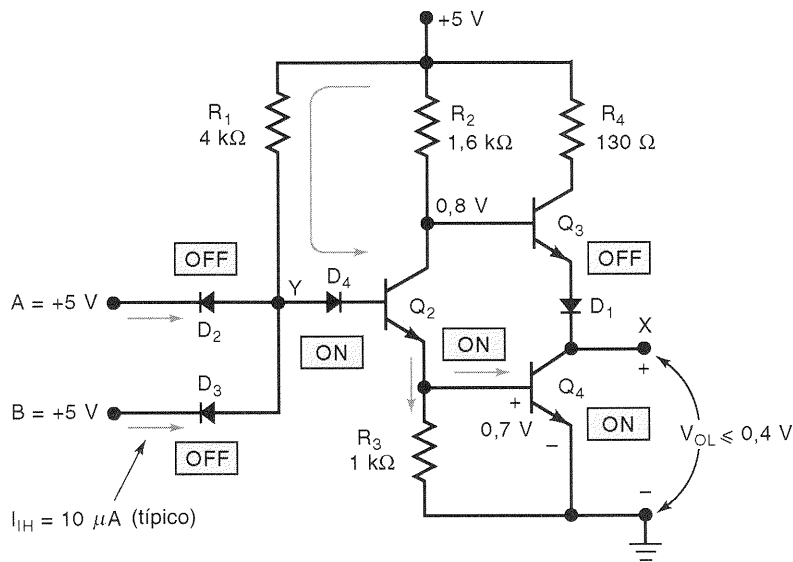 +5 V
R1
4 kΩ
R2
1,6 kΩ
R4
130 Ω
0,8 V
Q3
OFF
OFF
Y
D4
A = +5 V
D2
Q2
D1
X
ON
ON
+
D3
B = +5 V
Q4
+
0,7 V
–
ON
R3
1 kΩ
OFF
VOL ≤ 0,4 V
–
IIH = 10 μA (típico)